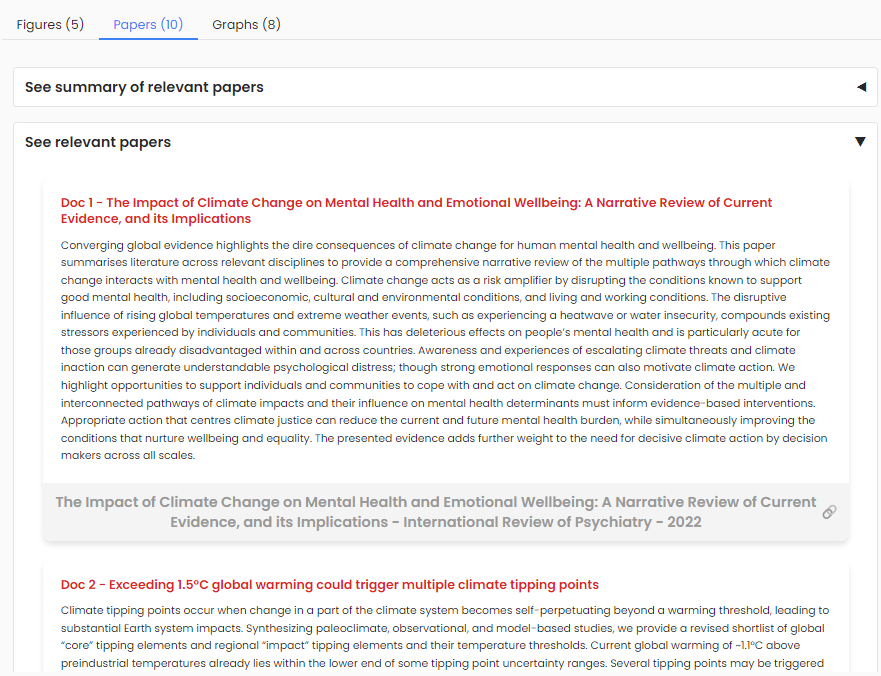 Figures (5) Papers (10) Graphs (8)
See summary of relevant papers
See relevant papers
Doc 1 - The Impact of Climate Change on Mental Health and Emotional Wellbeing: A Narrative Review of Current
Evidence, and its Implications
Converging global evidence highlights the dire consequences of climate change for human mental health and wellbeing. This paper
summarises literature across relevant disciplines to provide a comprehensive narrative review of the multiple pathways through which climate
change interacts with mental health and wellbeing. Climate change acts as a risk amplifier by disrupting the conditions known to support
good mental health, including socioeconomic, cultural and environmental conditions, and living and working conditions. The disruptive
influence of rising global temperatures and extreme weather events, such as experiencing a heatwave or water insecurity, compounds existing
stressors experienced by individuals and communities. This has deleterious effects on people's mental health and is particularly acute for
those groups already disadvantaged within and across countries. Awareness and experiences of escalating climate threats and climate
inaction can generate understandable psychological distress; though strong emotional responses can also motivate climate action. We
highlight opportunities to support individuals and communities to cope with and act on climate change. Consideration of the multiple and
interconnected pathways of climate impacts and their influence on mental health determinants must inform evidence-based interventions.
Appropriate action that centres climate justice can reduce the current and future mental health burden, while simultaneously improving the
conditions that nurture wellbeing and equality. The presented evidence adds further weight to the need for decisive climate action by decision
makers across all scales.
The Impact of Climate Change on Mental Health and Emotional Wellbeing: A Narrative Review of Current
Evidence, and its Implications - International Review of Psychiatry - 2022
Doc 2 - Exceeding 1.5°C global warming could trigger multiple climate tipping points
Climate tipping points occur when change in a part of the climate system becomes self-perpetuating beyond a warming threshold, leading to
substantial Earth system impacts. Synthesizing paleoclimate, observational, and model-based studies, we provide a revised shortlist of global
"core" tipping elements and regional "impact" tipping elements and their temperature thresholds. Current global warming of ~1.1°C above
preindustrial temperatures already lies within the lower end of some tipping point uncertainty ranges. Several tipping points may be triggered